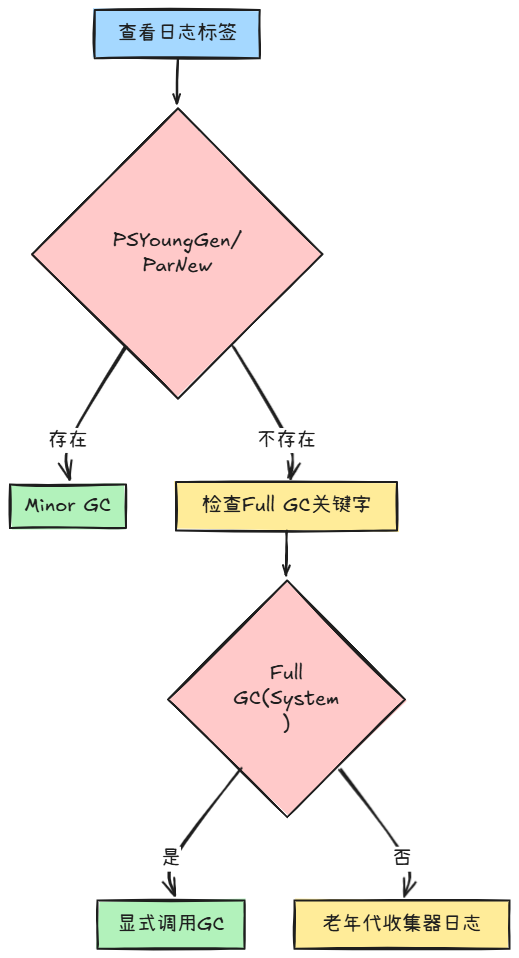 查看日志标签
PSYoungGen/
ParNew
存在
不存在
Minor GC
检查Full GC关键字
Full
GC(System
)
是
否
显式调用GC
老年代收集器日志